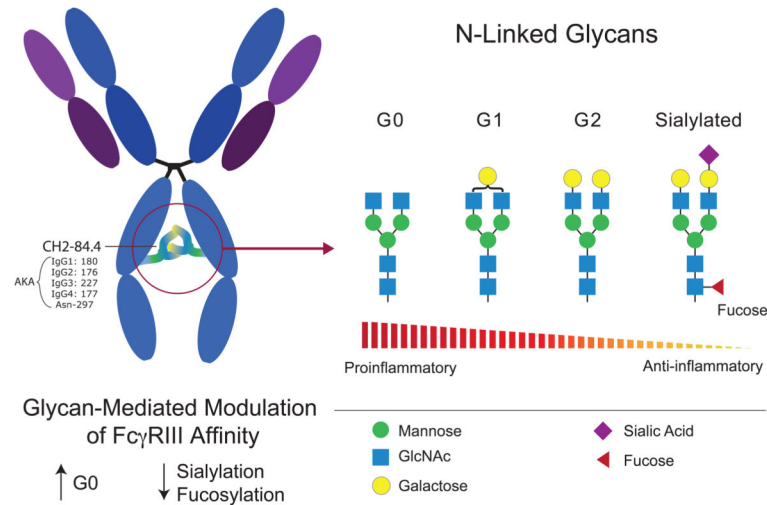 N-Linked Glycans
G0
G1
G2
Sialylated
CH2-84.4
AKA
IgG1: 180
IgG2: 176
IgG3: 227
IgG4: 177
Asn-297
Fucose
Proinflammatory
Anti-inflammatory
Glycan-Mediated Modulation
of FcγRIII Affinity
↑ G0
↓ Sialylation
Fucosylation
Mannose
GlcNAc
Galactose
Sialic Acid
Fucose